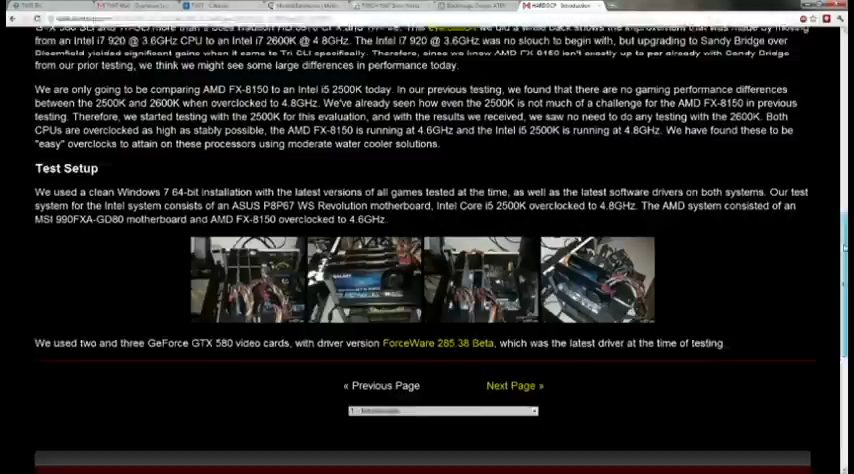 HARDOCP
from an Intel i7 920 @ 3.6GHz CPU to an Intel i7 2600K @ 4.8GHz. The Intel i7 920 @ 3.6GHz was no slouch to begin with, but upgrading to Sandy Bridge over
from our prior testing, we think we might see some large differences in performance today.
We are only going to be comparing AMD FX-8150 to an Intel i5 2500K today. In our previous testing, we found that there are no gaming performance differences
between the 2500K and 2600K when overclocked to 4.8GHz. We've already seen how even the 2500K is not much of a challenge for the AMD FX-8150 in previous
testing. Therefore, we started testing with the 2500K for this evaluation, and with the results we received, we saw no need to do any testing with the 2600K. Both
CPUs are overclocked as high as stably possible, the AMD FX-8150 is running at 4.6GHz and the Intel i5 2500K is running at 4.8GHz. We have found these to be
"easy" overclocks to attain on these processors using moderate water cooler solutions.
Test Setup
We used a clean Windows 7 64-bit installation with the latest versions of all games tested at the time, as well as the latest software drivers on both systems. Our test
system for the Intel system consists of an ASUS P8P67 WS Revolution motherboard, Intel Core i5 2500K overclocked to 4.8GHz. The AMD system consisted of an
MSI 990FXA-GD80 motherboard and AMD FX-8150 overclocked to 4.6GHz.
We used two and three GeForce GTX 580 video cards, with driver version ForceWare 285.38 Beta, which was the latest driver at the time of testing.
« Previous Page
Next Page »